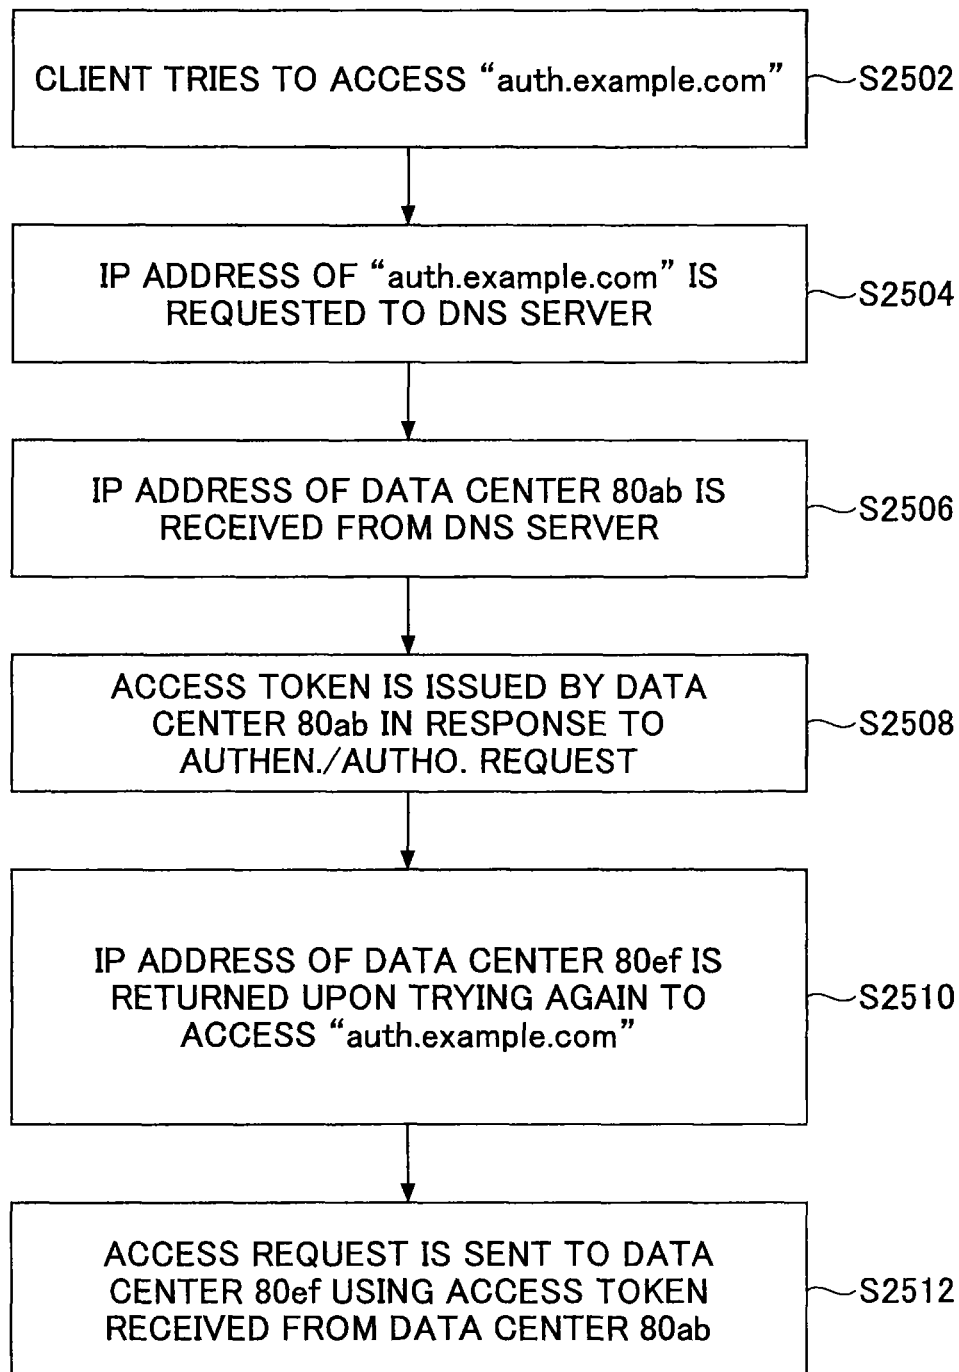 CLIENT TRIES TO ACCESS “auth.example.com”
S2502
IP ADDRESS OF “auth.example.com” IS
REQUESTED TO DNS SERVER
S2504
IP ADDRESS OF DATA CENTER 80ab IS
RECEIVED FROM DNS SERVER
S2506
ACCESS TOKEN IS ISSUED BY DATA
CENTER 80ab IN RESPONSE TO
AUTHEN./AUTHO. REQUEST
S2508
IP ADDRESS OF DATA CENTER 80ef IS
RETURNED UPON TRYING AGAIN TO
ACCESS “auth.example.com”
S2510
ACCESS REQUEST IS SENT TO DATA
CENTER 80ef USING ACCESS TOKEN
RECEIVED FROM DATA CENTER 80ab
S2512